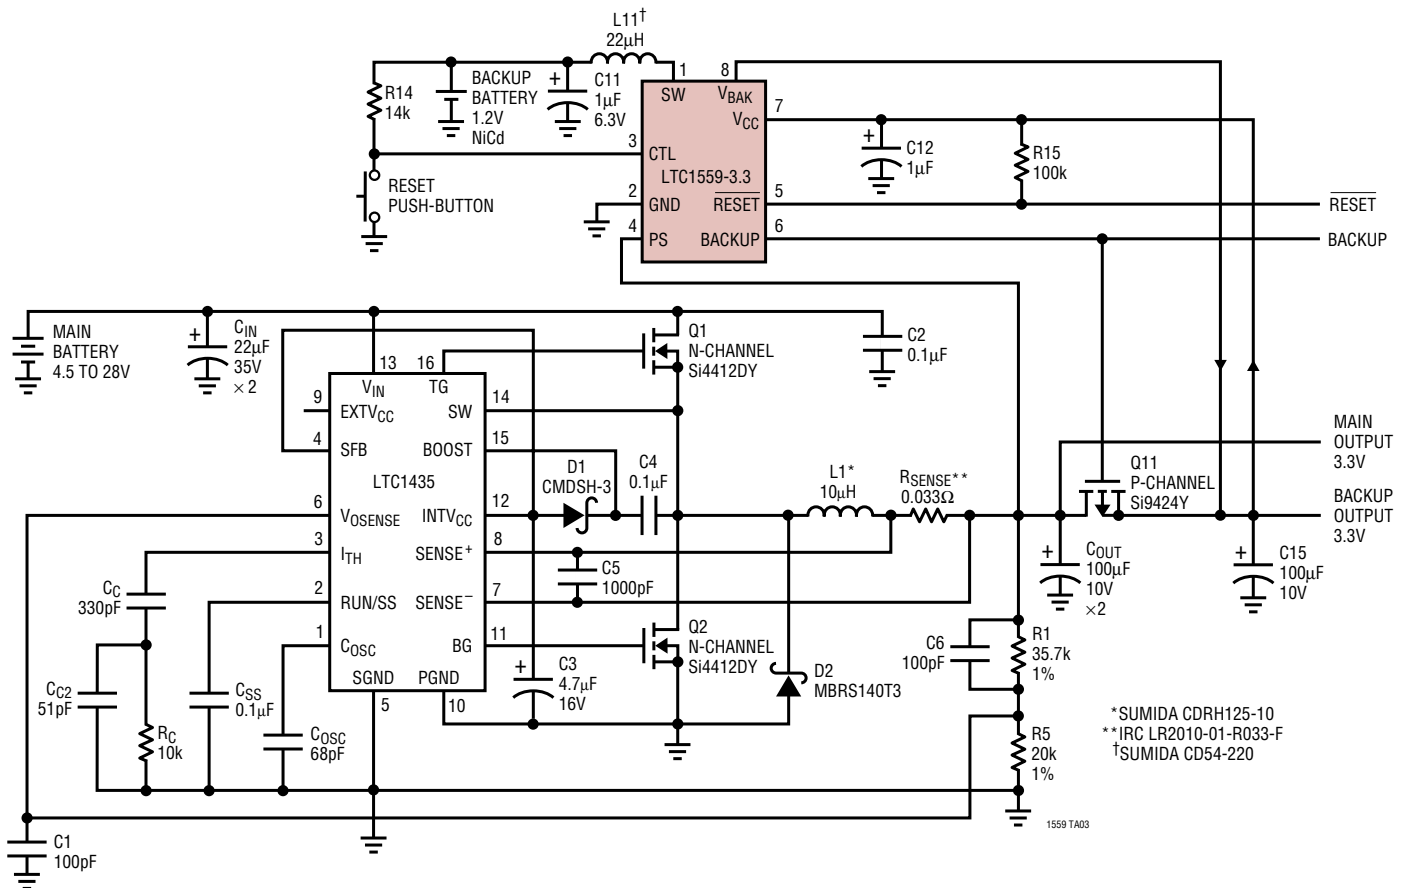 L11†
22µH
R14
14k
BACKUP
BATTERY
1.2V
NiCd
+
C11
1µF
6.3V
1
8
SW
VBAK
VCC
7
3
CTL
LTC1559-3.3
2
GND
RESET
5
4
PS
BACKUP
6
+
C12
1µF
R15
100k
RESET
BACKUP
RESET
PUSH-BUTTON
MAIN
BATTERY
4.5 TO 28V
+
CIN
22µF
35V
× 2
13
16
VIN
TG
9
EXTVCC
SW
14
4
SFB
BOOST
15
LTC1435
6
VOSENSE
INTVCC
12
3
ITH
SENSE+
8
2
RUN/SS
SENSE–
7
1
COSC
BG
11
SGND
PGND
5
10
Q1
N-CHANNEL
Si4412DY
C2
0.1µF
D1
CMDSH-3
C4
0.1µF
L1*
10µH
RSENSE**
0.033Ω
Q11
P-CHANNEL
Si9424Y
MAIN
OUTPUT
3.3V
BACKUP
OUTPUT
3.3V
C5
1000pF
+
COUT
100µF
10V
×2
+
C15
100µF
10V
CC
330pF
CC2
51pF
RC
10k
CSS
0.1µF
COSC
68pF
+
C3
4.7µF
16V
Q2
N-CHANNEL
Si4412DY
D2
MBRS140T3
C6
100pF
R1
35.7k
1%
R5
20k
1%
*SUMIDA CDRH125-10
**IRC LR2010-01-R033-F
†SUMIDA CD54-220
1559 TA03
C1
100pF